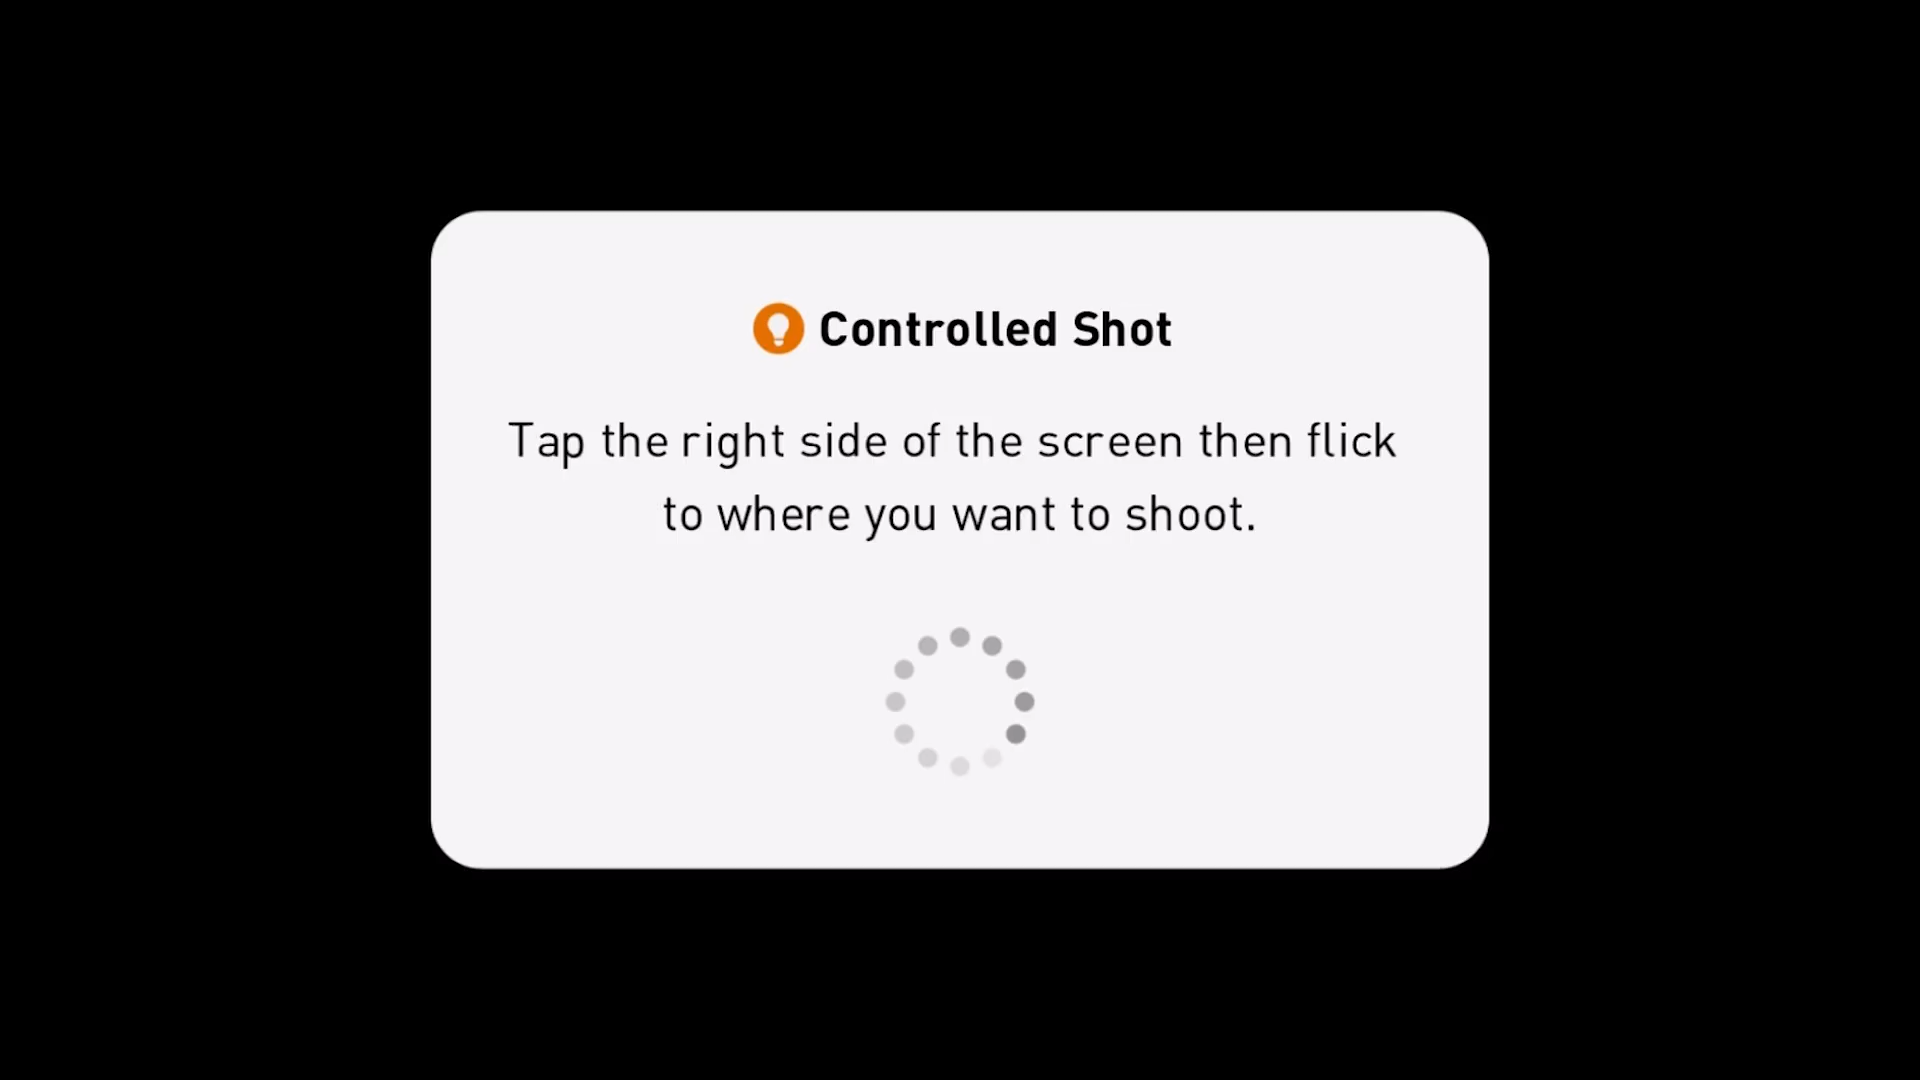 Controlled Shot
Tap the right side of the screen then flick
to where you want to shoot.